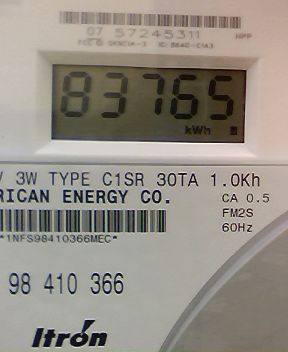 07 57245311
83765
kWh
V 3W TYPE C1SR 30TA 1.0Kh
RICAN ENERGY CO.
CA 0.5
FM2S
60Hz
*1NFS98410366MEC*
98 410 366
Itrón